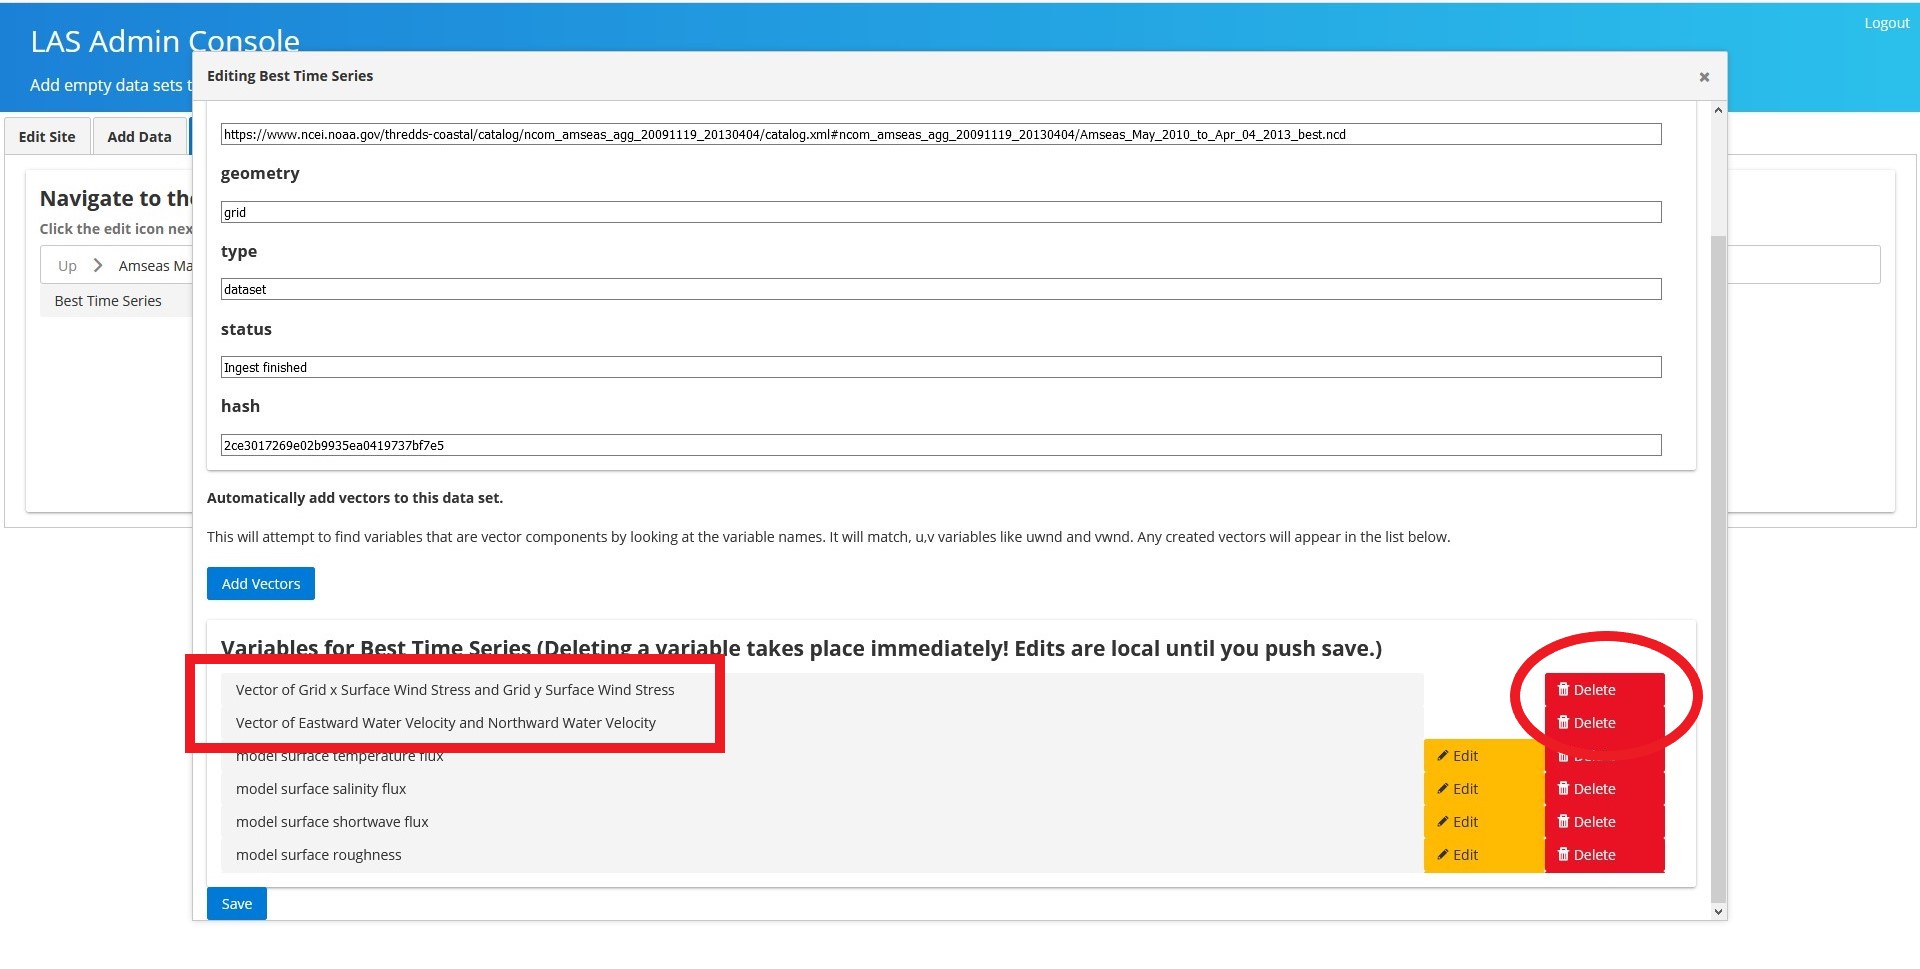 LAS Admin Console
Logout
Add empty data sets t
Editing Best Time Series
Edit Site
Add Data
https://www.ncei.noaa.gov/thredds-coastal/catalog/ncom_amseas_agg_20091119_20130404/catalog.xml#ncom_amseas_agg_20091119_20130404/Amseas_May_2010_to_Apr_04_2013_best.ncd
geometry
grid
type
dataset
status
Ingest finished
hash
2ce3017269e02b9935ea0419737bf7e5
Navigate to the
Click the edit icon nex
Up
Amseas Ma
Best Time Series
Automatically add vectors to this data set.
This will attempt to find variables that are vector components by looking at the variable names. It will match, u,v variables like uwnd and vwnd. Any created vectors will appear in the list below.
Add Vectors
Variables for Best Time Series (Deleting a variable takes place immediately! Edits are local until you push save.)
Vector of Grid x Surface Wind Stress and Grid y Surface Wind Stress Delete
Vector of Eastward Water Velocity and Northward Water Velocity Delete
model surface temperature flux Edit Delete
model surface salinity flux Edit Delete
model surface shortwave flux Edit Delete
model surface roughness Edit Delete
Save